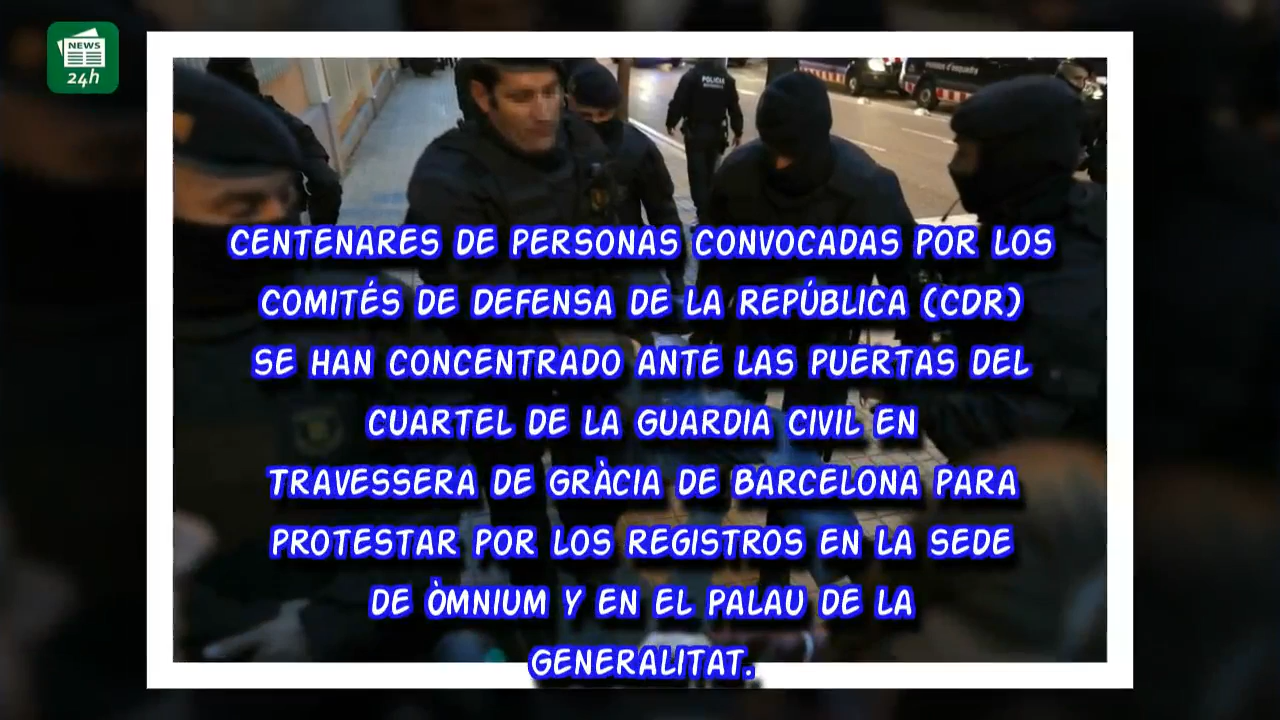 NEWS
24h
POLICIA
mossos d'esquadra
CENTENARES DE PERSONAS CONVOCADAS POR LOS
COMITÉS DE DEFENSA DE LA REPÚBLICA (CDR)
SE HAN CONCENTRADO ANTE LAS PUERTAS DEL
CUARTEL DE LA GUARDIA CIVIL EN
TRAVESSERA DE GRÀCIA DE BARCELONA PARA
PROTESTAR POR LOS REGISTROS EN LA SEDE
DE ÒMNIUM Y EN EL PALAU DE LA
GENERALITAT.